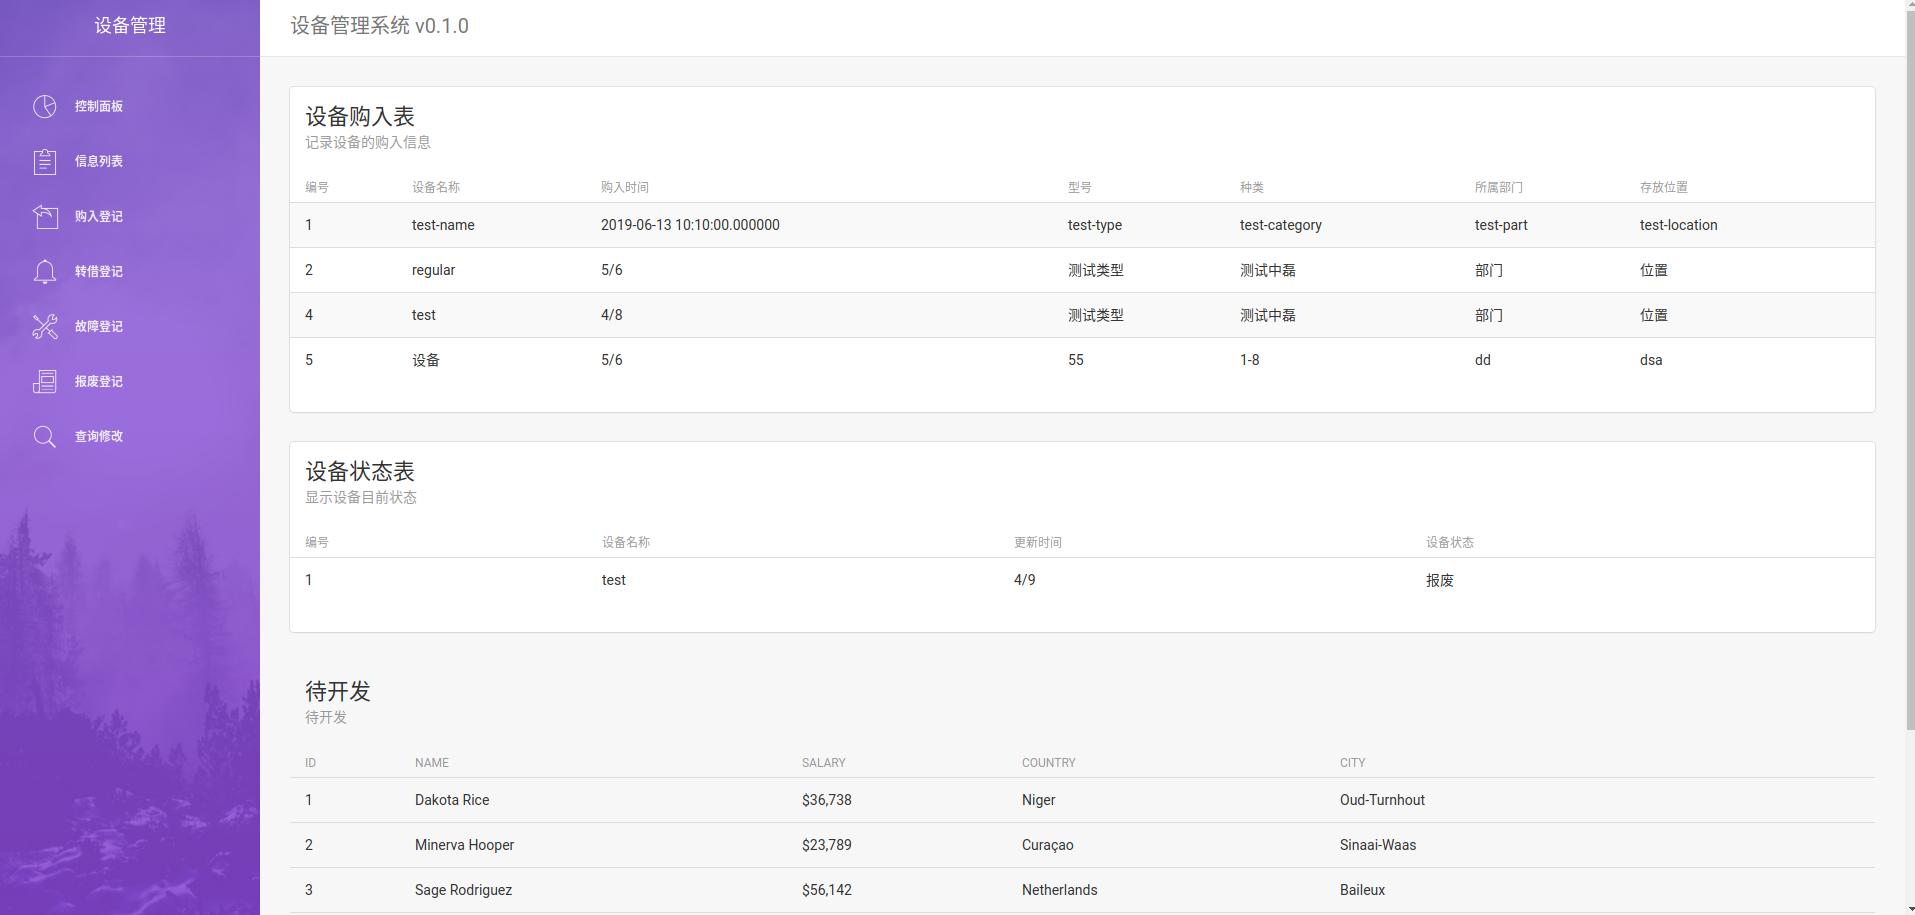 设备管理
控制面板
信息列表
购入登记
转借登记
故障登记
报废登记
查询修改
设备管理系统 v0.1.0
设备购入表
记录设备的购入信息
编号 设备名称 购入时间 型号 种类 所属部门 存放位置
1 test-name 2019-06-13 10:10:00.000000 test-type test-category test-part test-location
2 regular 5/6 测试类型 测试中磊 部门 位置
4 test 4/8 测试类型 测试中磊 部门 位置
5 设备 5/6 55 1-8 dd dsa
设备状态表
显示设备目前状态
编号 设备名称 更新时间 设备状态
1 test 4/9 报废
待开发
待开发
ID NAME SALARY COUNTRY CITY
1 Dakota Rice $36,738 Niger Oud-Turnhout
2 Minerva Hooper $23,789 Curaçao Sinaai-Waas
3 Sage Rodriguez $56,142 Netherlands Baileux